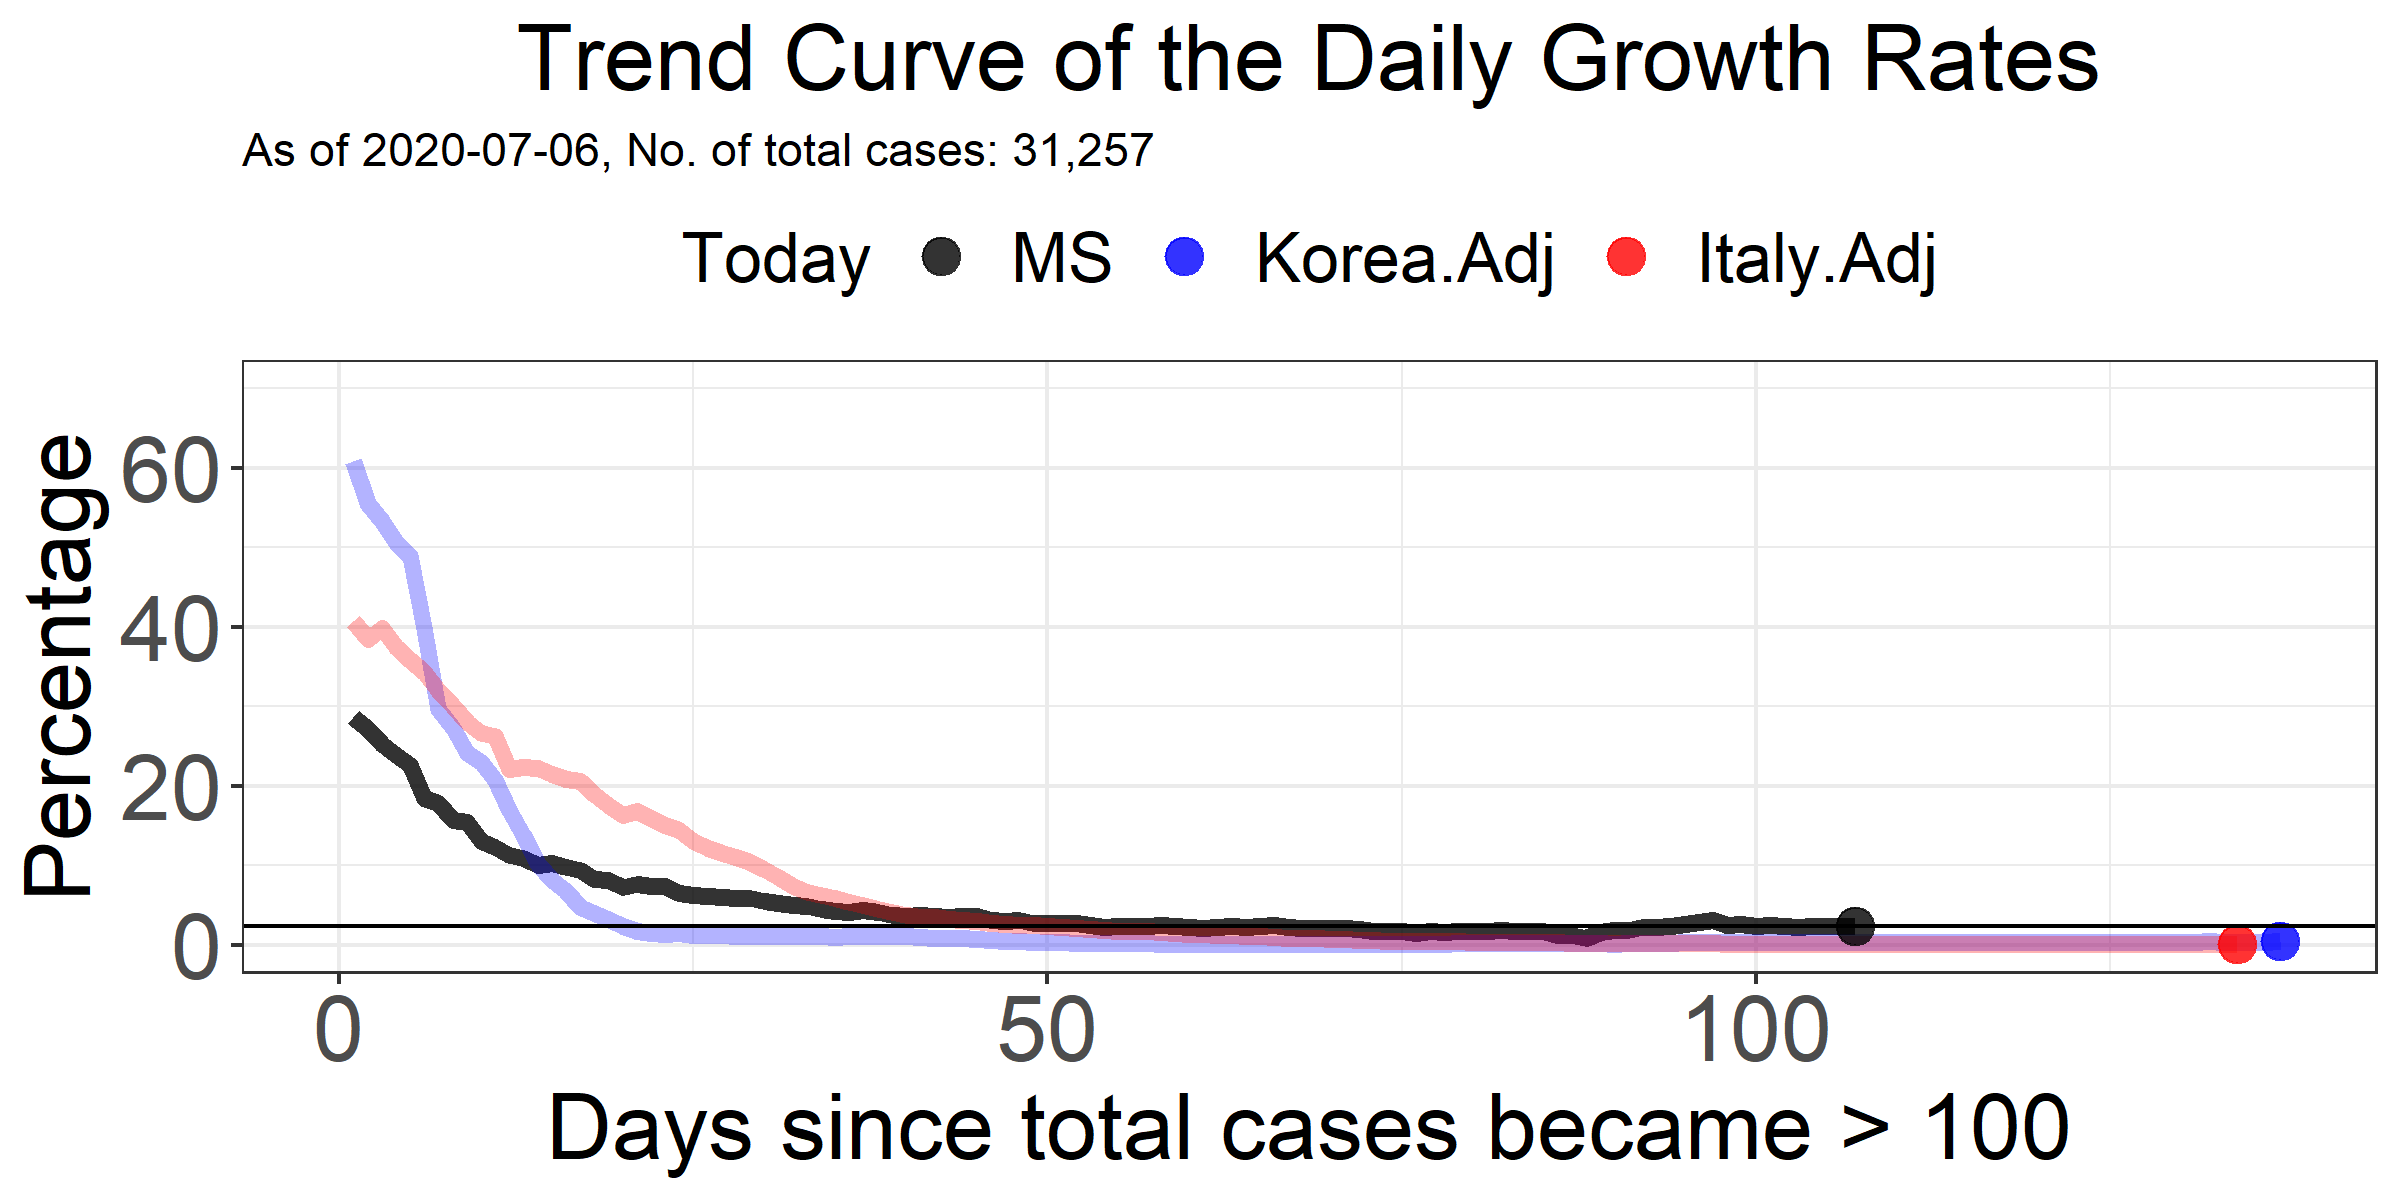 Trend Curve of the Daily Growth Rates
As of 2020-07-06, No. of total cases: 31,257
Today MS Korea.Adj Italy.Adj
Percentage
60
40
20
0
0 50 100
Days since total cases became > 100